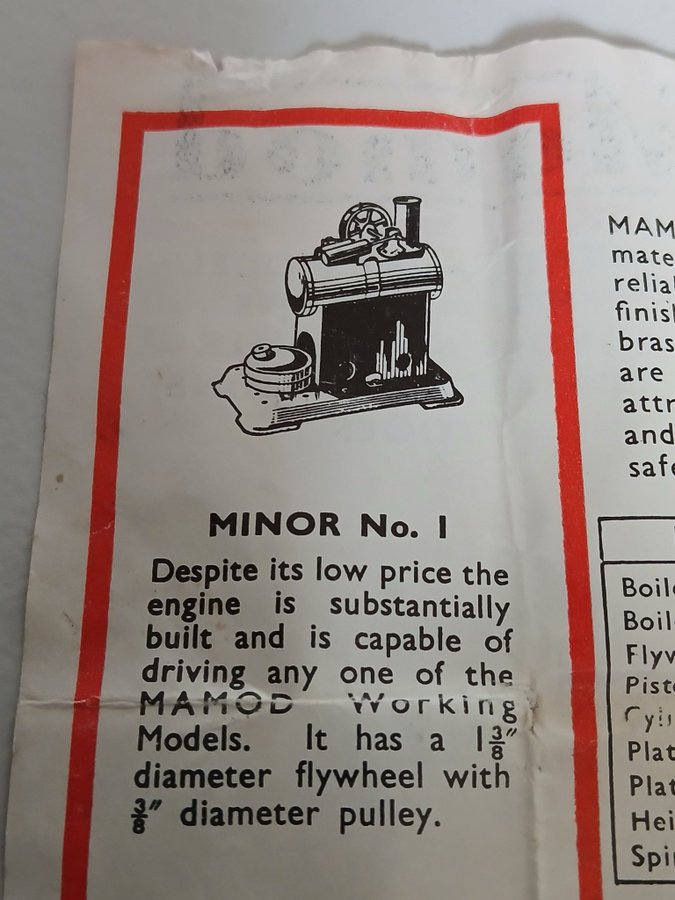 MINOR No. 1
Despite its low price the
engine is substantially
built and is capable of
driving any one of the
MAMOD Working
Models. It has a 1⅜″
diameter flywheel with
⅜″ diameter pulley.
MAM
mate
relia
finis
bras
are
attr
and
safe
Boile
Boil
Flyw
Pist
Cyli
Plat
Plat
Hei
Spi